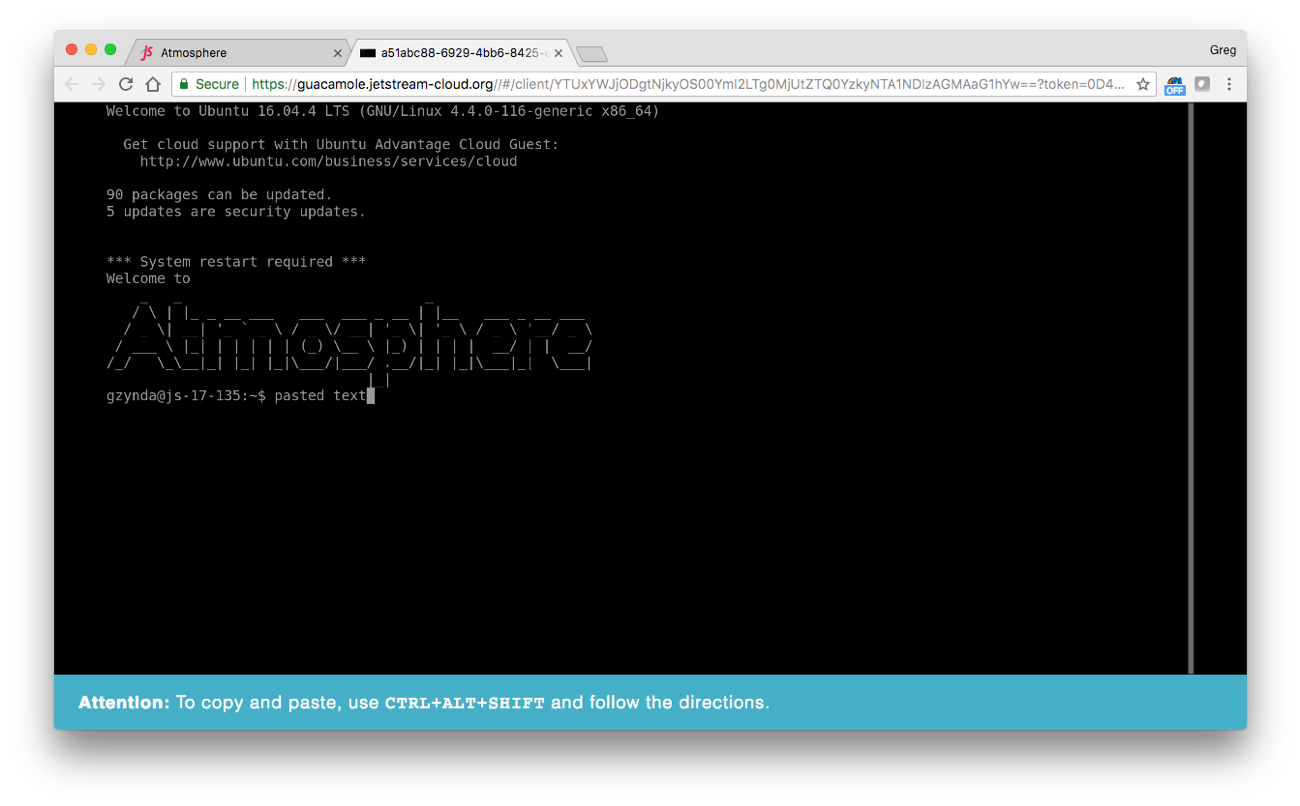 Atmosphere
a51abc88-6929-4bb6-8425-
Greg
Secure https://guacamole.jetstream-cloud.org//#/client/YTUxYWJjODgtNjkyOS00YmI2LTg0MjUtZTQ0YzkyNTA1NDIzAGMAaG1hYw==?token=0D4...
OFF
Welcome to Ubuntu 16.04.4 LTS (GNU/Linux 4.4.0-116-generic x86_64)
Get cloud support with Ubuntu Advantage Cloud Guest:
http://www.ubuntu.com/business/services/cloud
90 packages can be updated.
5 updates are security updates.
*** System restart required ***
Welcome to
Atmosphere
gzynda@js-17-135:~$ pasted text
Attention: To copy and paste, use CTRL+ALT+SHIFT and follow the directions.